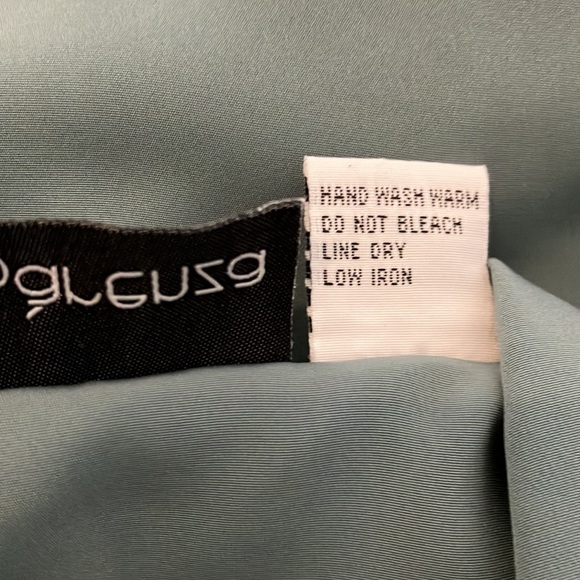 HAND WASH WARM
DO NOT BLEACH
LINE DRY
LOW IRON